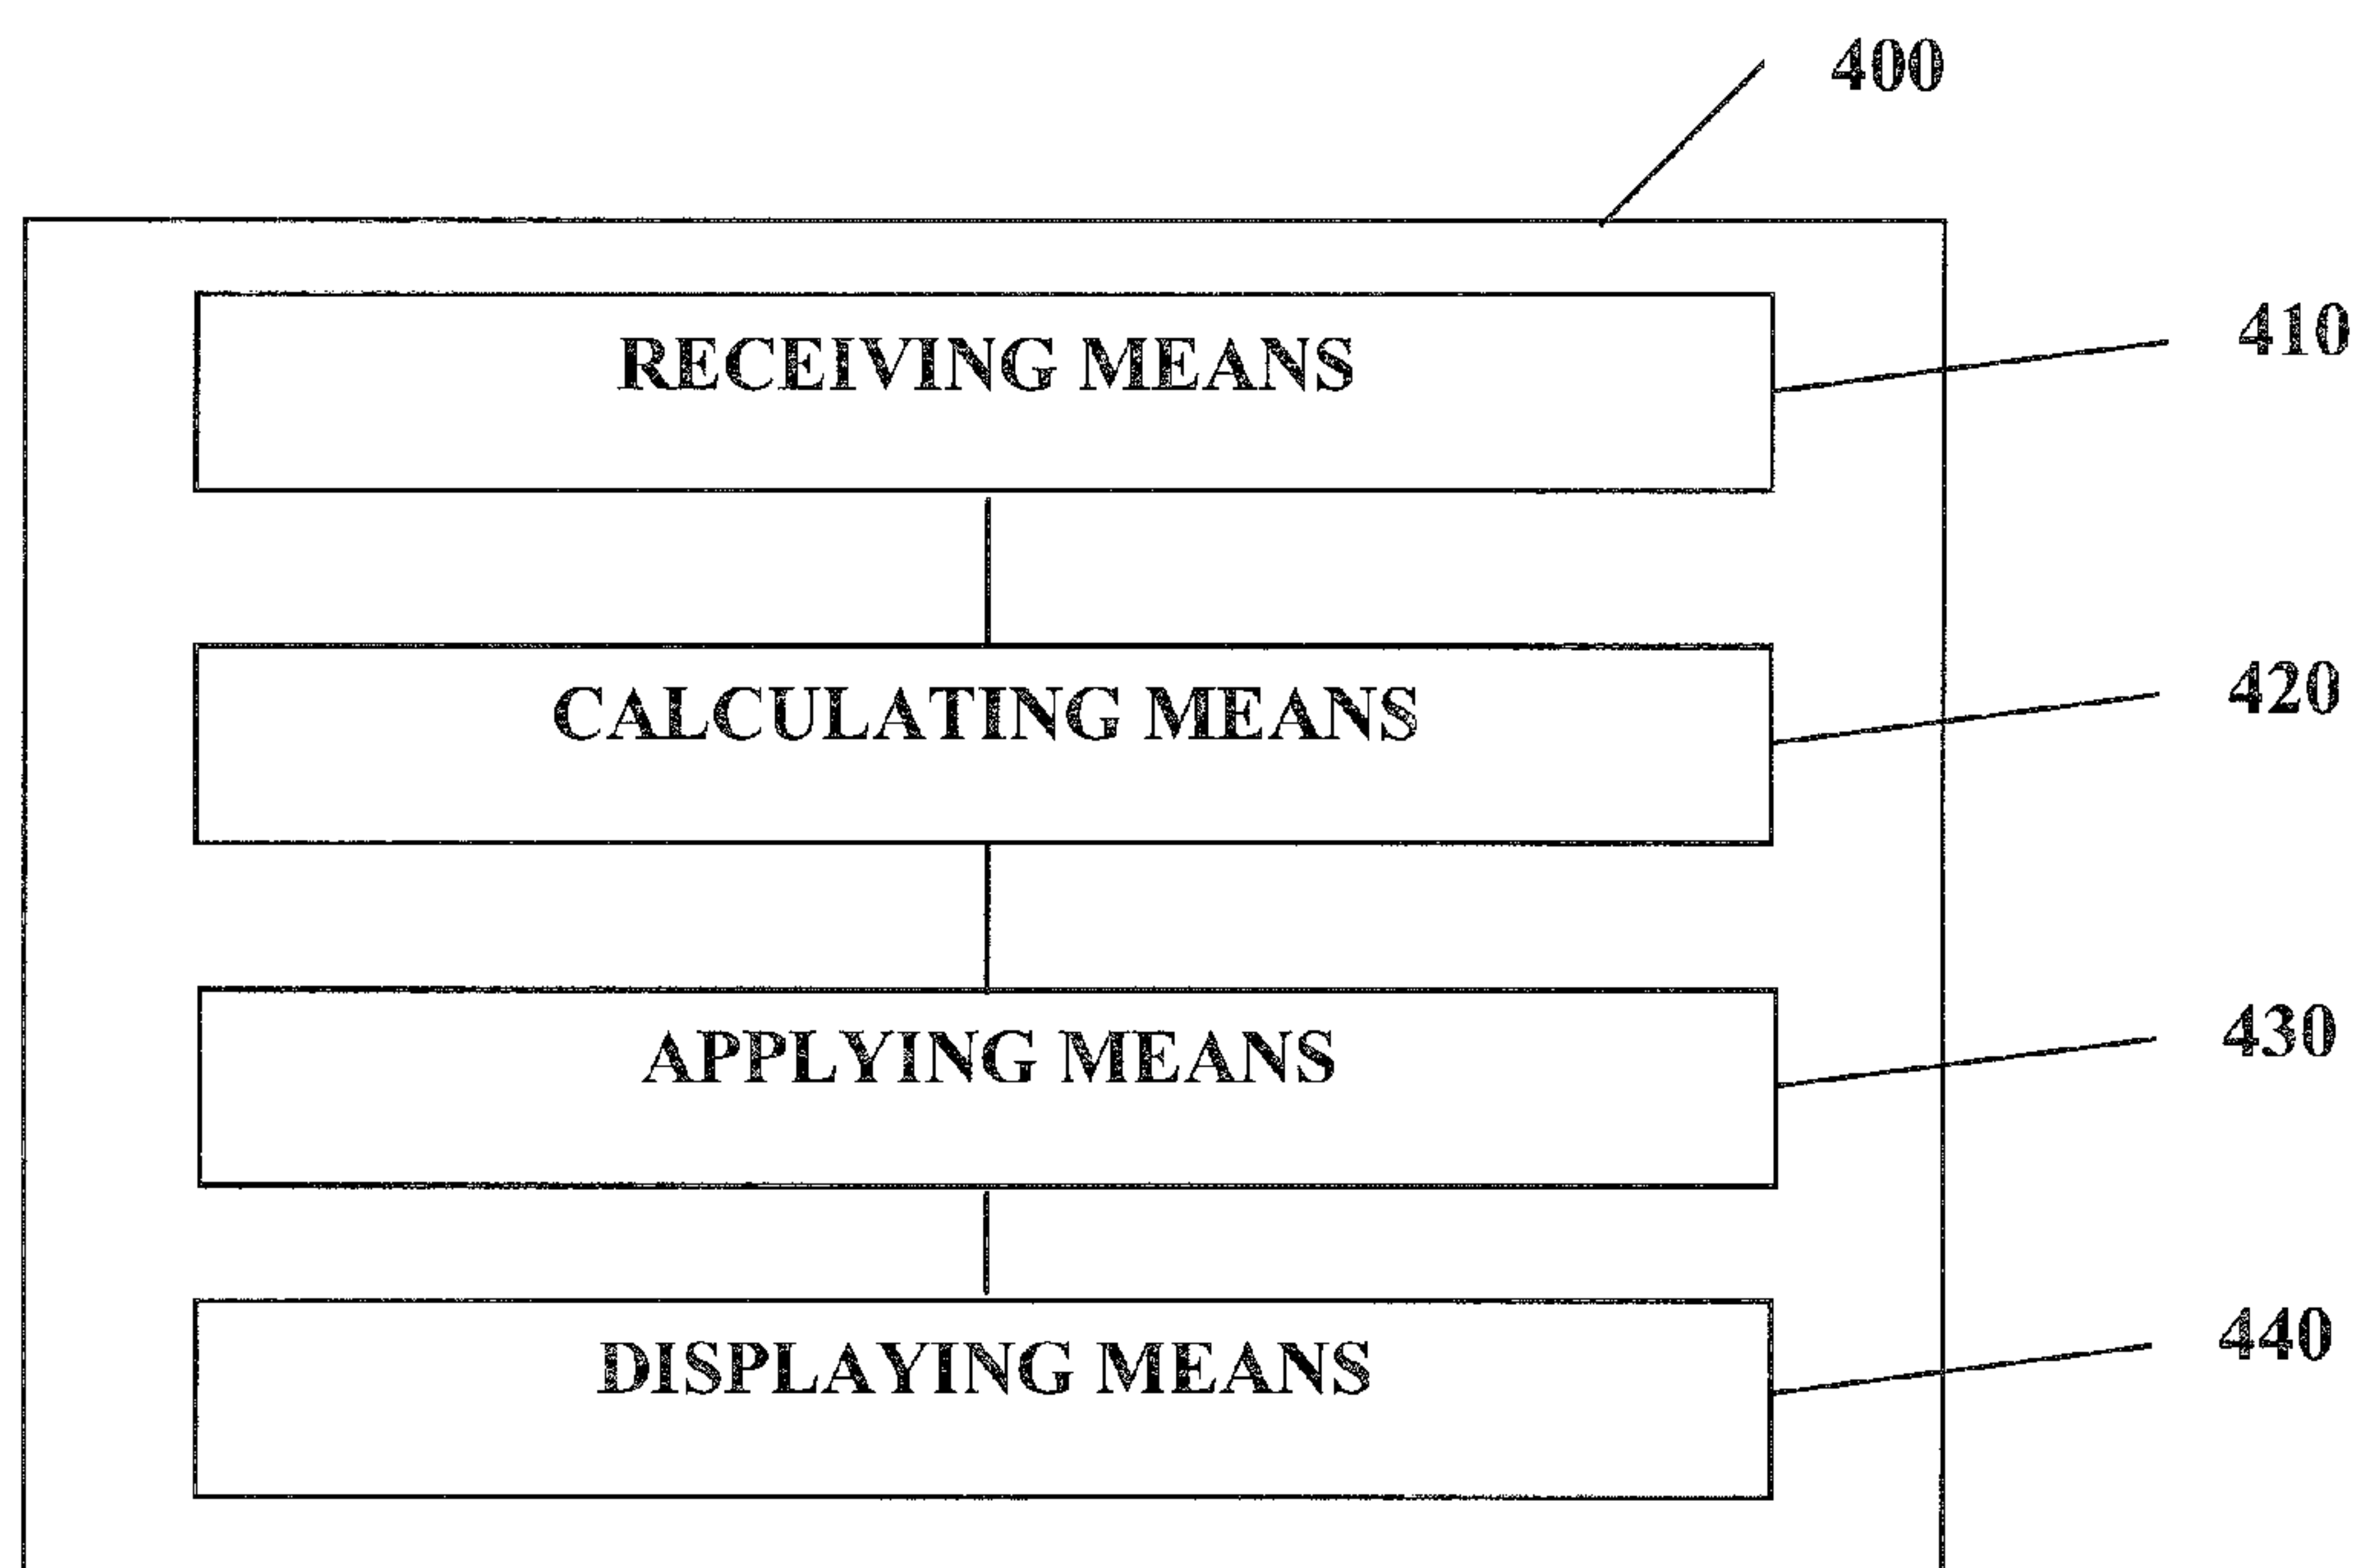 400
RECEIVING MEANS
410
CALCULATING MEANS
420
APPLYING MEANS
430
DISPLAYING MEANS
440